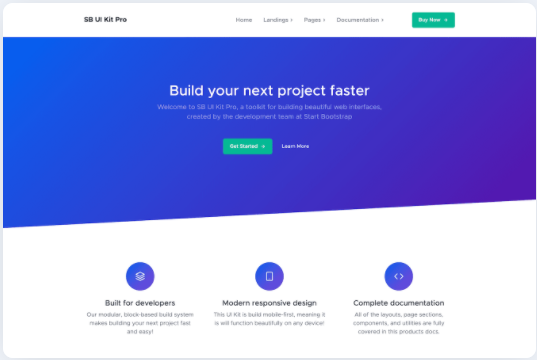 SB UI Kit Pro
Home Landings Pages Documentation Buy Now →
Build your next project faster
Welcome to SB UI Kit Pro, a toolkit for building beautiful web interfaces,
created by the development team at Start Bootstrap
Get Started → Learn More
Built for developers
Our modular, block-based build system
makes building your next project fast
and easy!
Modern responsive design
This UI Kit is build mobile-first, meaning it
is will function beautifully on any device!
Complete documentation
All of the layouts, page sections,
components, and utilities are fully
covered in this products docs.